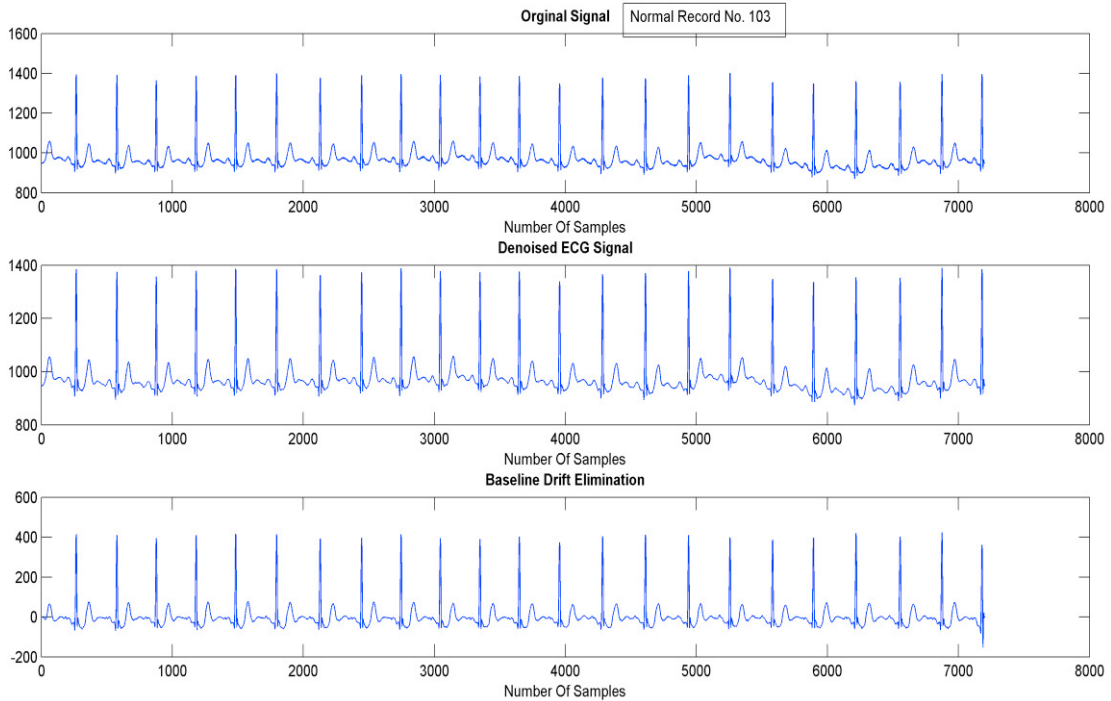 Orginal Signal Normal Record No. 103
1600
1400
1200
1000
800
0 1000 2000 3000 4000 5000 6000 7000 8000
Number Of Samples
Denoised ECG Signal
1400
1200
1000
800
0 1000 2000 3000 4000 5000 6000 7000 8000
Number Of Samples
Baseline Drift Elimination
600
400
200
0
-200
0 1000 2000 3000 4000 5000 6000 7000 8000
Number Of Samples